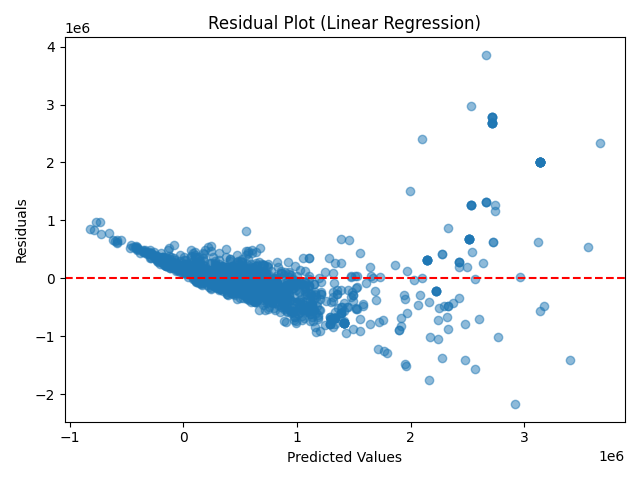 Residual Plot (Linear Regression)
1e6
4
3
2
1
0
−1
−2
Residuals
−1
0
1
2
3
1e6
Predicted Values